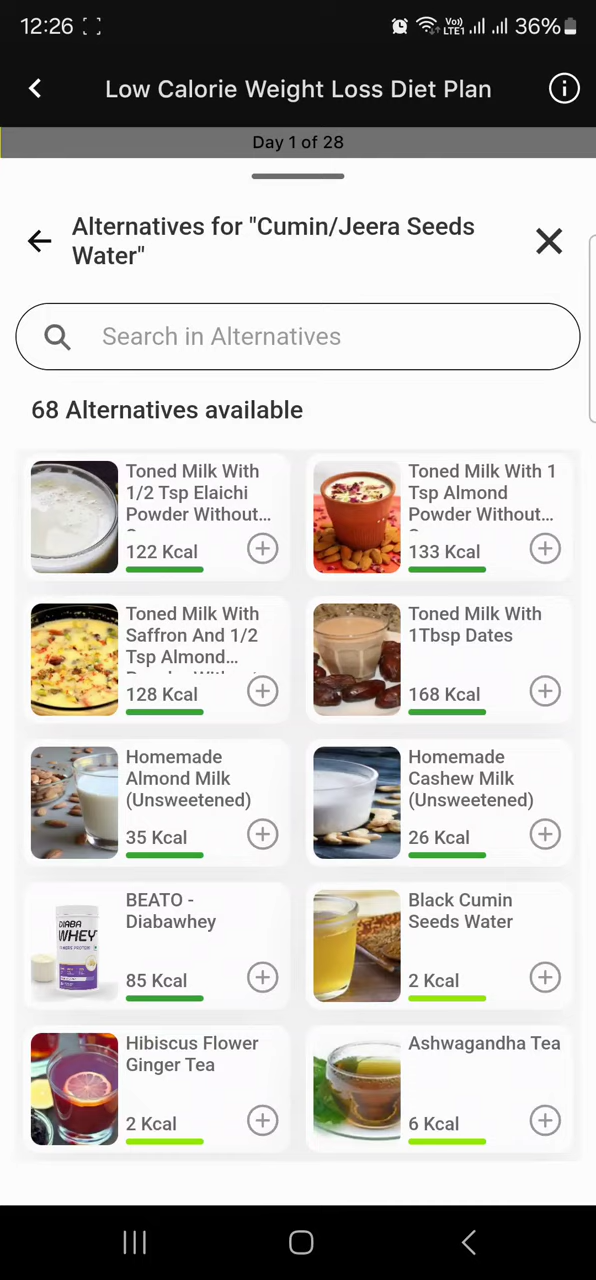 12:26
Vo)) LTE1 36%
Low Calorie Weight Loss Diet Plan
Day 1 of 28
Alternatives for "Cumin/Jeera Seeds
Water"
Search in Alternatives
68 Alternatives available
Toned Milk With
1/2 Tsp Elaichi
Powder Without...
122 Kcal
Toned Milk With 1
Tsp Almond
Powder Without...
133 Kcal
Toned Milk With
Saffron And 1/2
Tsp Almond...
128 Kcal
Toned Milk With
1Tbsp Dates
168 Kcal
Homemade
Almond Milk
(Unsweetened)
35 Kcal
Homemade
Cashew Milk
(Unsweetened)
26 Kcal
BEATO -
Diabawhey
DIABA
WHEY
85 Kcal
Black Cumin
Seeds Water
2 Kcal
Hibiscus Flower
Ginger Tea
2 Kcal
Ashwagandha Tea
6 Kcal